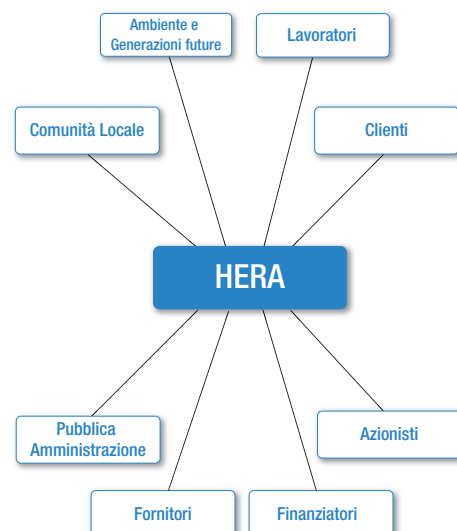 Ambiente e
Generazioni future
Lavoratori
Comunità Locale
Clienti
HERA
Pubblica
Amministrazione
Azionisti
Fornitori
Finanziatori